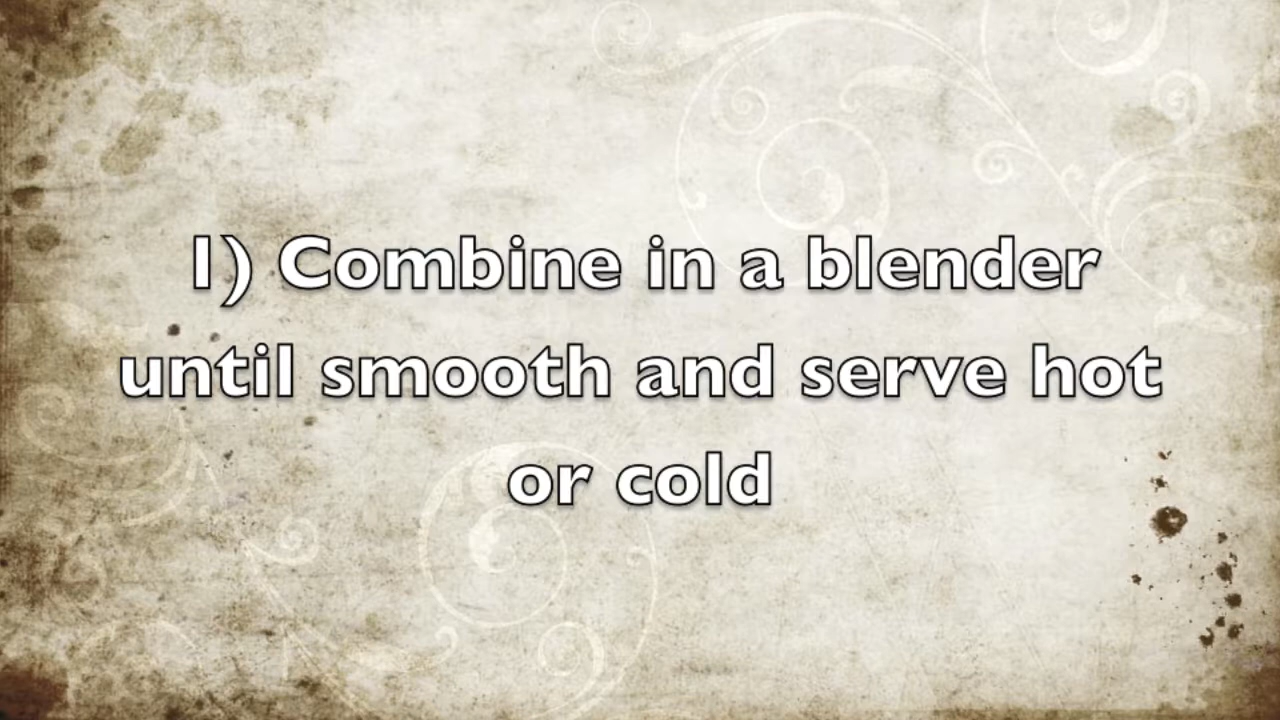 1) Combine in a blender
until smooth and serve hot
or cold